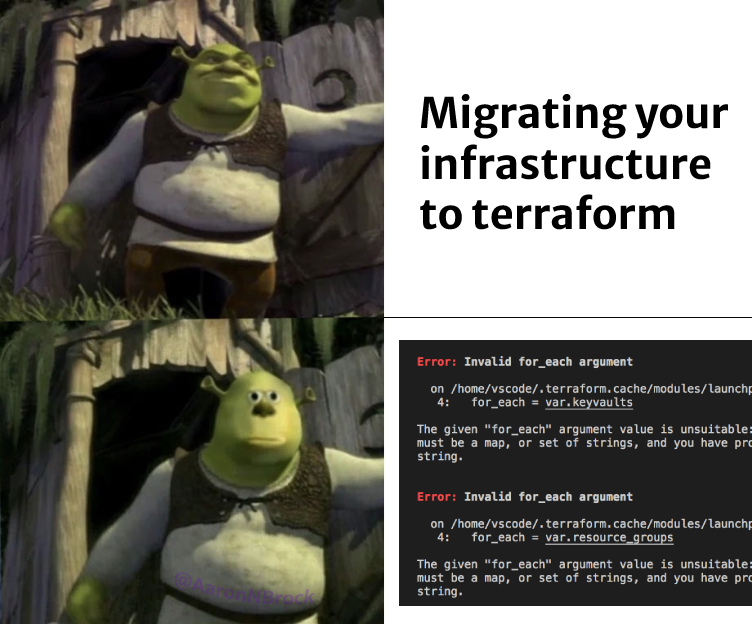 Migrating your
infrastructure
to terraform
Error: Invalid for_each argument
on /home/vscode/.terraform.cache/modules/launchp
4: for_each = var.keyvaults
The given "for_each" argument value is unsuitable:
must be a map, or set of strings, and you have pro
string.
Error: Invalid for_each argument
on /home/vscode/.terraform.cache/modules/launchp
4: for_each = var.resource_groups
The given "for_each" argument value is unsuitable:
must be a map, or set of strings, and you have pro
string.